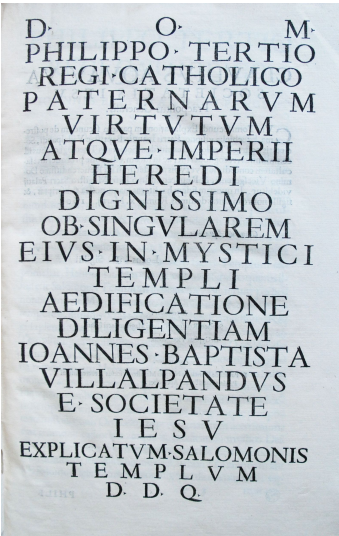 D· O· M·
PHILIPPO· TERTIO
REGI·CATHOLICO
PATERNARVM
VIRTVTVM
ATQVE·IMPERII
HEREDI
DIGNISSIMO
OB·SINGVLAREM
EIVS·IN·MYSTICI
TEMPLI
AEDIFICATIONE
DILIGENTIAM
IOANNES·BAPTISTA
VILLALPANDVS
E·SOCIETATE
IESV
EXPLICATVM·SALOMONIS
TEMPLVM
D· D· Q·